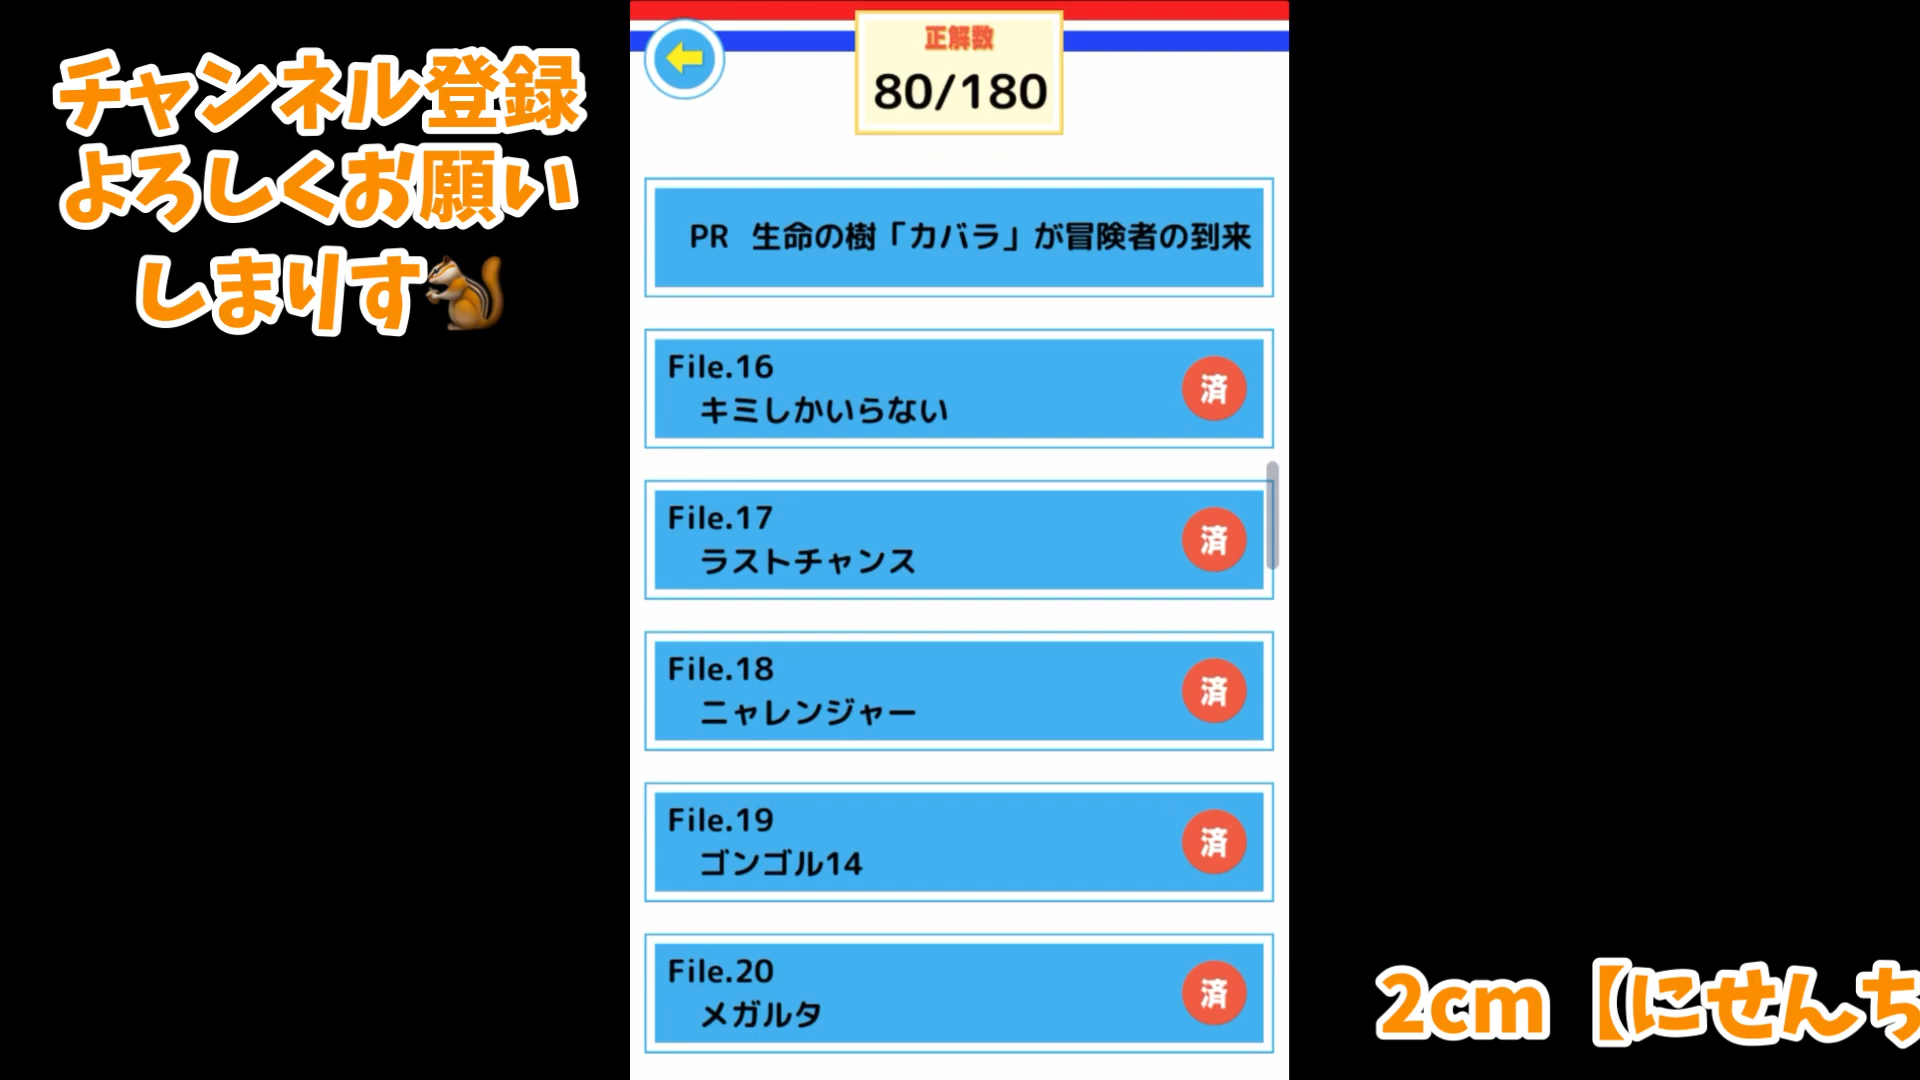 チャンネル登録
よろしくお願い
しまりす🐿
正解数
80/180
PR 生命の樹「カバラ」が冒険者の到来
File.16
キミしかいらない
済
File.17
ラストチャンス
済
File.18
ニャレンジャー
済
File.19
ゴンゴル14
済
File.20
メガルタ
済
2cm【にせんち